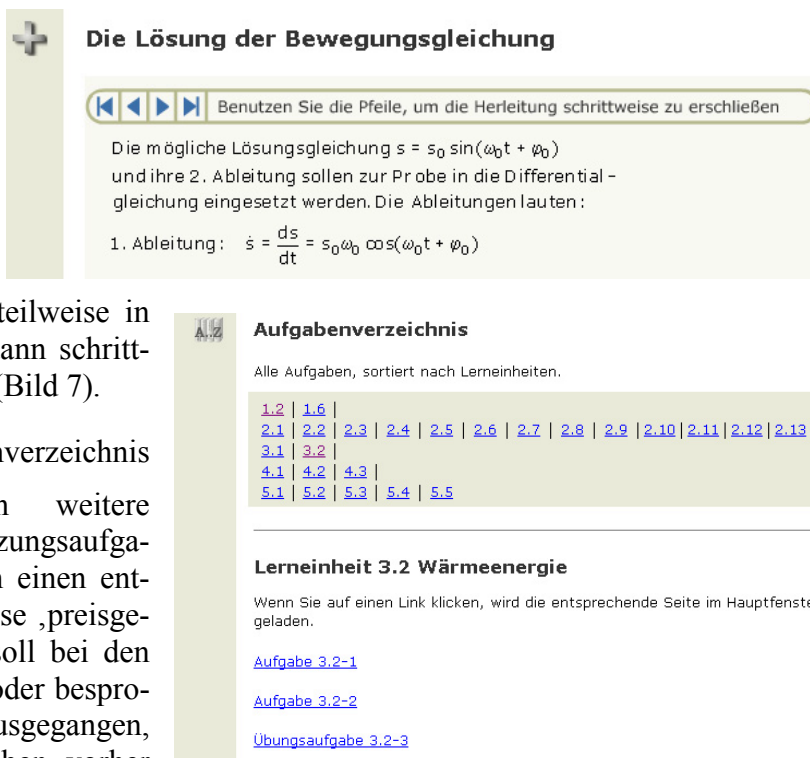 Die Lösung der Bewegungsgleichung
Benutzen Sie die Pfeile, um die Herleitung schrittweise zu erschließen
Die mögliche Lösungsgleichung s = s₀ sin(ω₀t + φ₀)
und ihre 2. Ableitung sollen zur Probe in die Differential-
gleichung eingesetzt werden. Die Ableitungen lauten:
1. Ableitung: ṡ = ds/dt = s₀ω₀ cos(ω₀t + φ₀)
teilweise in
ann schritt-
(Bild 7).
verzeichnis
n weitere
zungsaufga-
n einen ent-
se ‚preisge-
soll bei den
oder bespro-
usgegangen,
hen vorher
A..Z
Aufgabenverzeichnis
Alle Aufgaben, sortiert nach Lerneinheiten.
1.2 | 1.6 |
2.1 | 2.2 | 2.3 | 2.4 | 2.5 | 2.6 | 2.7 | 2.8 | 2.9 | 2.10 | 2.11 | 2.12 | 2.13
3.1 | 3.2 |
4.1 | 4.2 | 4.3 |
5.1 | 5.2 | 5.3 | 5.4 | 5.5
Lerneinheit 3.2 Wärmeenergie
Wenn Sie auf einen Link klicken, wird die entsprechende Seite im Hauptfenste
geladen.
Aufgabe 3.2-1
Aufgabe 3.2-2
Übungsaufgabe 3.2-3